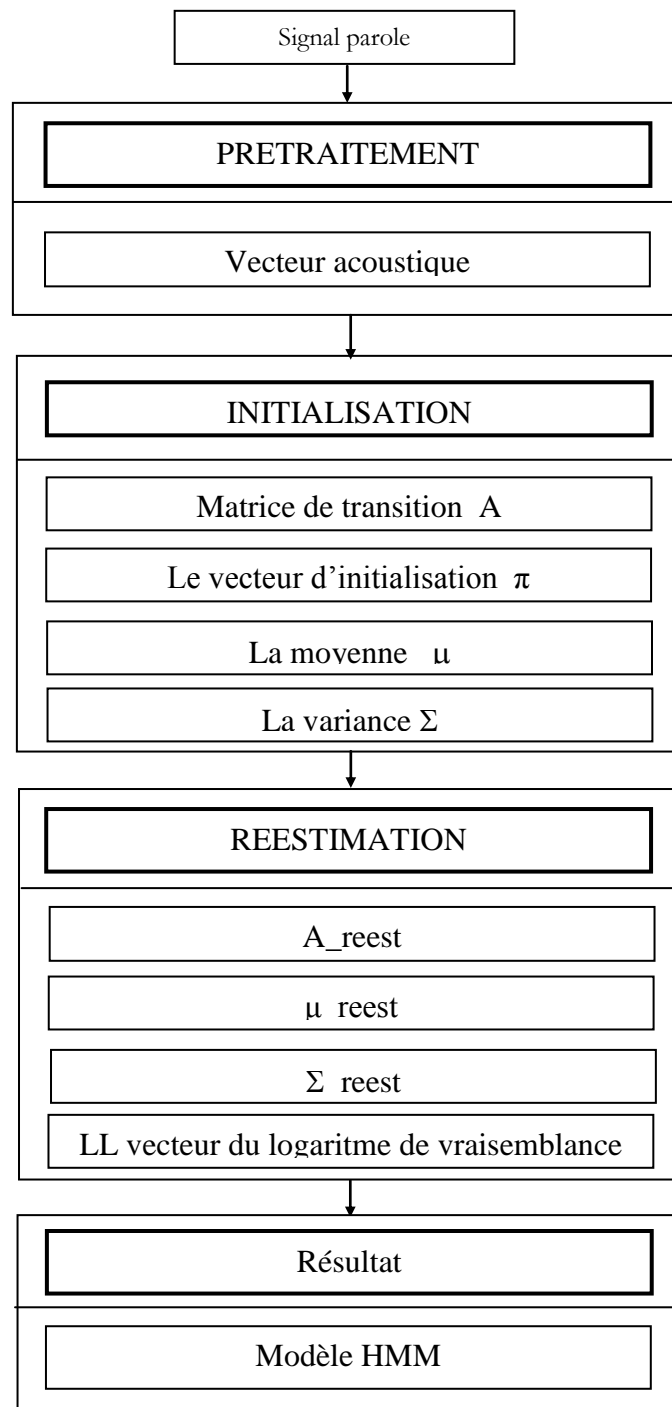 Signal parole
PRETRAITEMENT
Vecteur acoustique
INITIALISATION
Matrice de transition A
Le vecteur d’initialisation π
La moyenne µ
La variance Σ
REESTIMATION
A_reest
µ reest
Σ reest
LL vecteur du logaritme de vraisemblance
Résultat
Modèle HMM